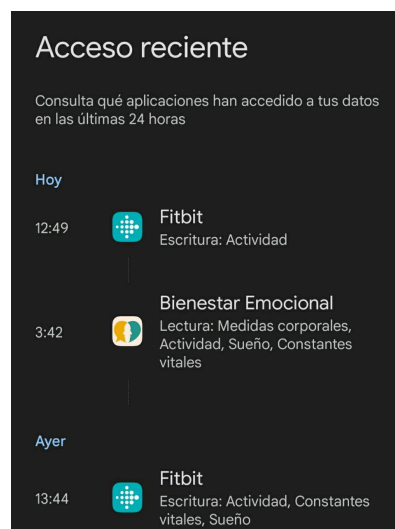 Acceso reciente
Consulta qué aplicaciones han accedido a tus datos
en las últimas 24 horas
Hoy
12:49
Fitbit
Escritura: Actividad
3:42
Bienestar Emocional
Lectura: Medidas corporales,
Actividad, Sueño, Constantes
vitales
Ayer
13:44
Fitbit
Escritura: Actividad, Constantes
vitales, Sueño